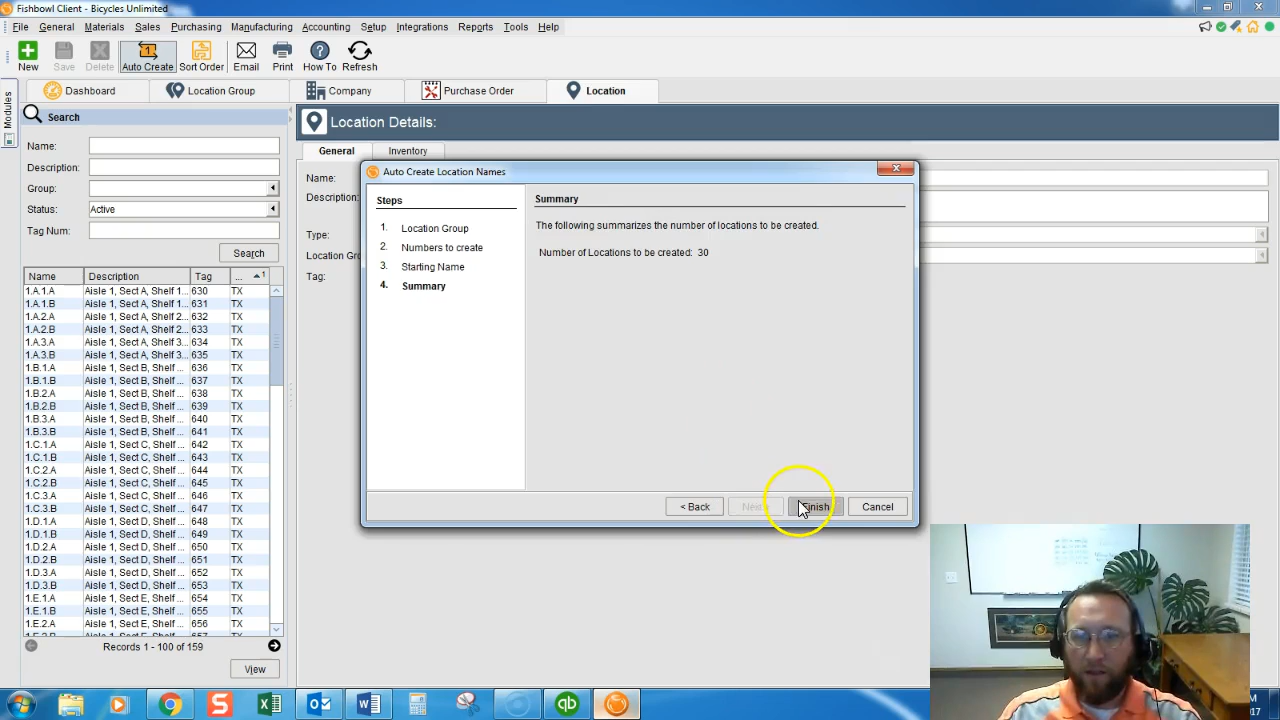 Fishbowl Client - Bicycles Unlimited
File General Materials Sales Purchasing Manufacturing Accounting Setup Integrations Reports Tools Help
New Save Delete Auto Create Sort Order Email Print How To Refresh
Modules
Dashboard Location Group Company Purchase Order Location
Search
Name:
Description:
Group:
Status: Active
Tag Num:
Search
Name Description Tag ... 1
1.A.1.A Aisle 1, Sect A, Shelf 1... 630 TX
1.A.1.B Aisle 1, Sect A, Shelf 1... 631 TX
1.A.2.A Aisle 1, Sect A, Shelf 2... 632 TX
1.A.2.B Aisle 1, Sect A, Shelf 2... 633 TX
1.A.3.A Aisle 1, Sect A, Shelf 3... 634 TX
1.A.3.B Aisle 1, Sect A, Shelf 3... 635 TX
1.B.1.A Aisle 1, Sect B, Shelf ... 636 TX
1.B.1.B Aisle 1, Sect B, Shelf ... 637 TX
1.B.2.A Aisle 1, Sect B, Shelf ... 638 TX
1.B.2.B Aisle 1, Sect B, Shelf ... 639 TX
1.B.3.A Aisle 1, Sect B, Shelf ... 640 TX
1.B.3.B Aisle 1, Sect B, Shelf ... 641 TX
1.C.1.A Aisle 1, Sect C, Shelf ... 642 TX
1.C.1.B Aisle 1, Sect C, Shelf ... 643 TX
1.C.2.A Aisle 1, Sect C, Shelf ... 644 TX
1.C.2.B Aisle 1, Sect C, Shelf ... 645 TX
1.C.3.A Aisle 1, Sect C, Shelf ... 646 TX
1.C.3.B Aisle 1, Sect C, Shelf ... 647 TX
1.D.1.A Aisle 1, Sect D, Shelf ... 648 TX
1.D.1.B Aisle 1, Sect D, Shelf ... 649 TX
1.D.2.A Aisle 1, Sect D, Shelf ... 650 TX
1.D.2.B Aisle 1, Sect D, Shelf ... 651 TX
1.D.3.A Aisle 1, Sect D, Shelf ... 652 TX
1.D.3.B Aisle 1, Sect D, Shelf ... 653 TX
1.E.1.A Aisle 1, Sect E, Shelf ... 654 TX
1.E.1.B Aisle 1, Sect E, Shelf ... 655 TX
1.E.2.A Aisle 1, Sect E, Shelf ... 656 TX
Records 1 - 100 of 159
View
Location Details:
General Inventory
Name:
Description:
Type:
Location Gr
Tag:
Auto Create Location Names
Steps
1. Location Group
2. Numbers to create
3. Starting Name
4. Summary
Summary
The following summarizes the number of locations to be created.
Number of Locations to be created: 30
< Back Next Finish Cancel